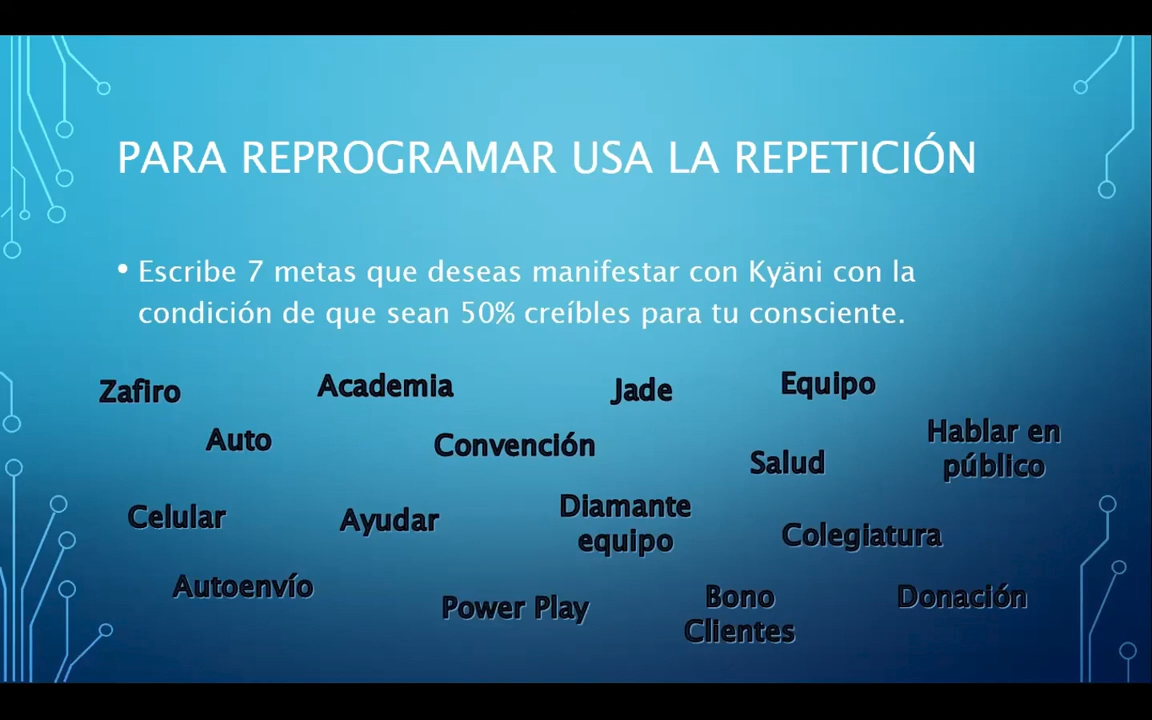 PARA REPROGRAMAR USA LA REPETICIÓN
• Escribe 7 metas que deseas manifestar con Kyäni con la
condición de que sean 50% creíbles para tu consciente.
Zafiro
Academia
Jade
Equipo
Auto
Convención
Salud
Hablar en
público
Celular
Ayudar
Diamante
equipo
Colegiatura
Autoenvío
Power Play
Bono
Clientes
Donación